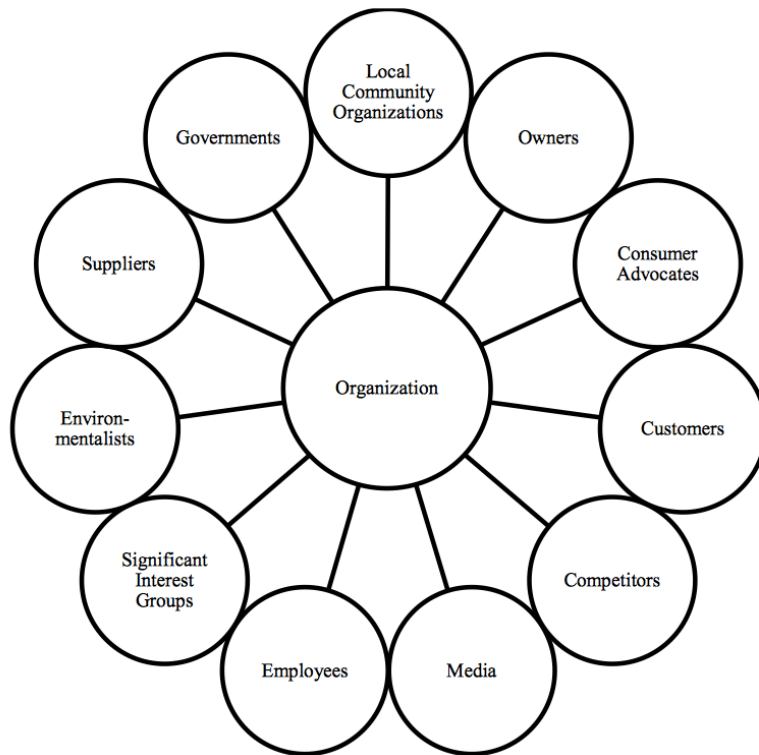 Local
Community
Organizations
Governments
Owners
Suppliers
Consumer
Advocates
Organization
Environ-
mentalists
Customers
Significant
Interest
Groups
Competitors
Employees
Media